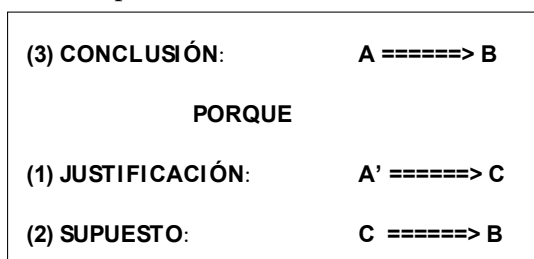 (3) CONCLUSIÓN: A ======> B
PORQUE
(1) JUSTIFICACIÓN: A’ ======> C
(2) SUPUESTO: C ======> B